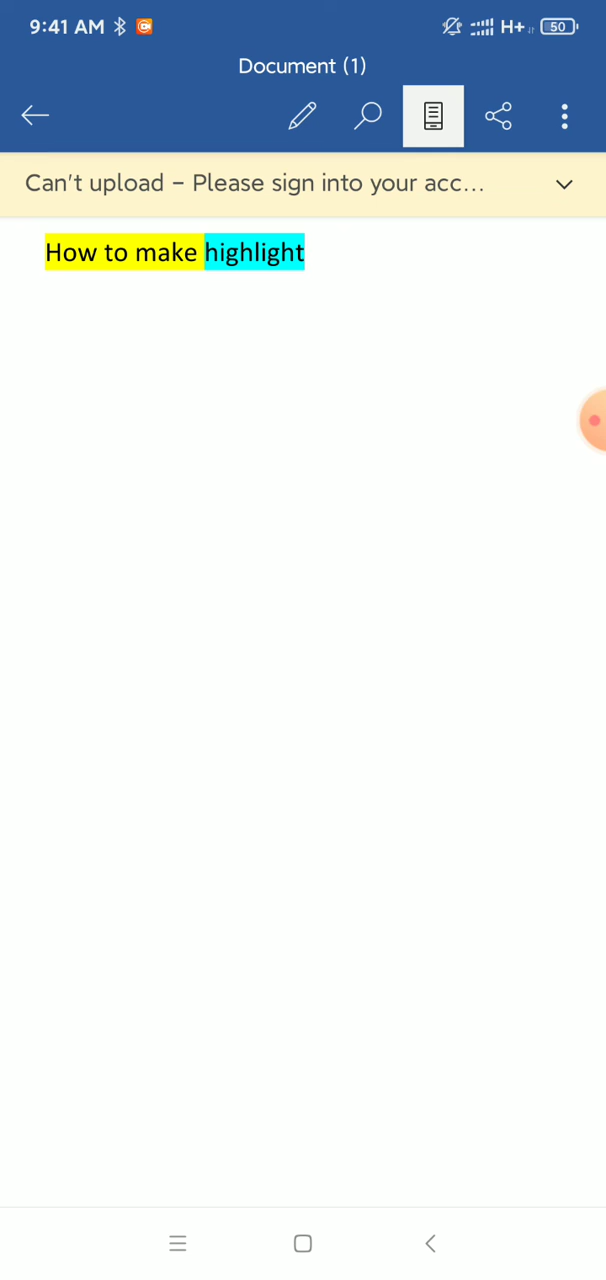 9:41 AM H+ 50
Document (1)
Can't upload – Please sign into your acc...
How to make highlight